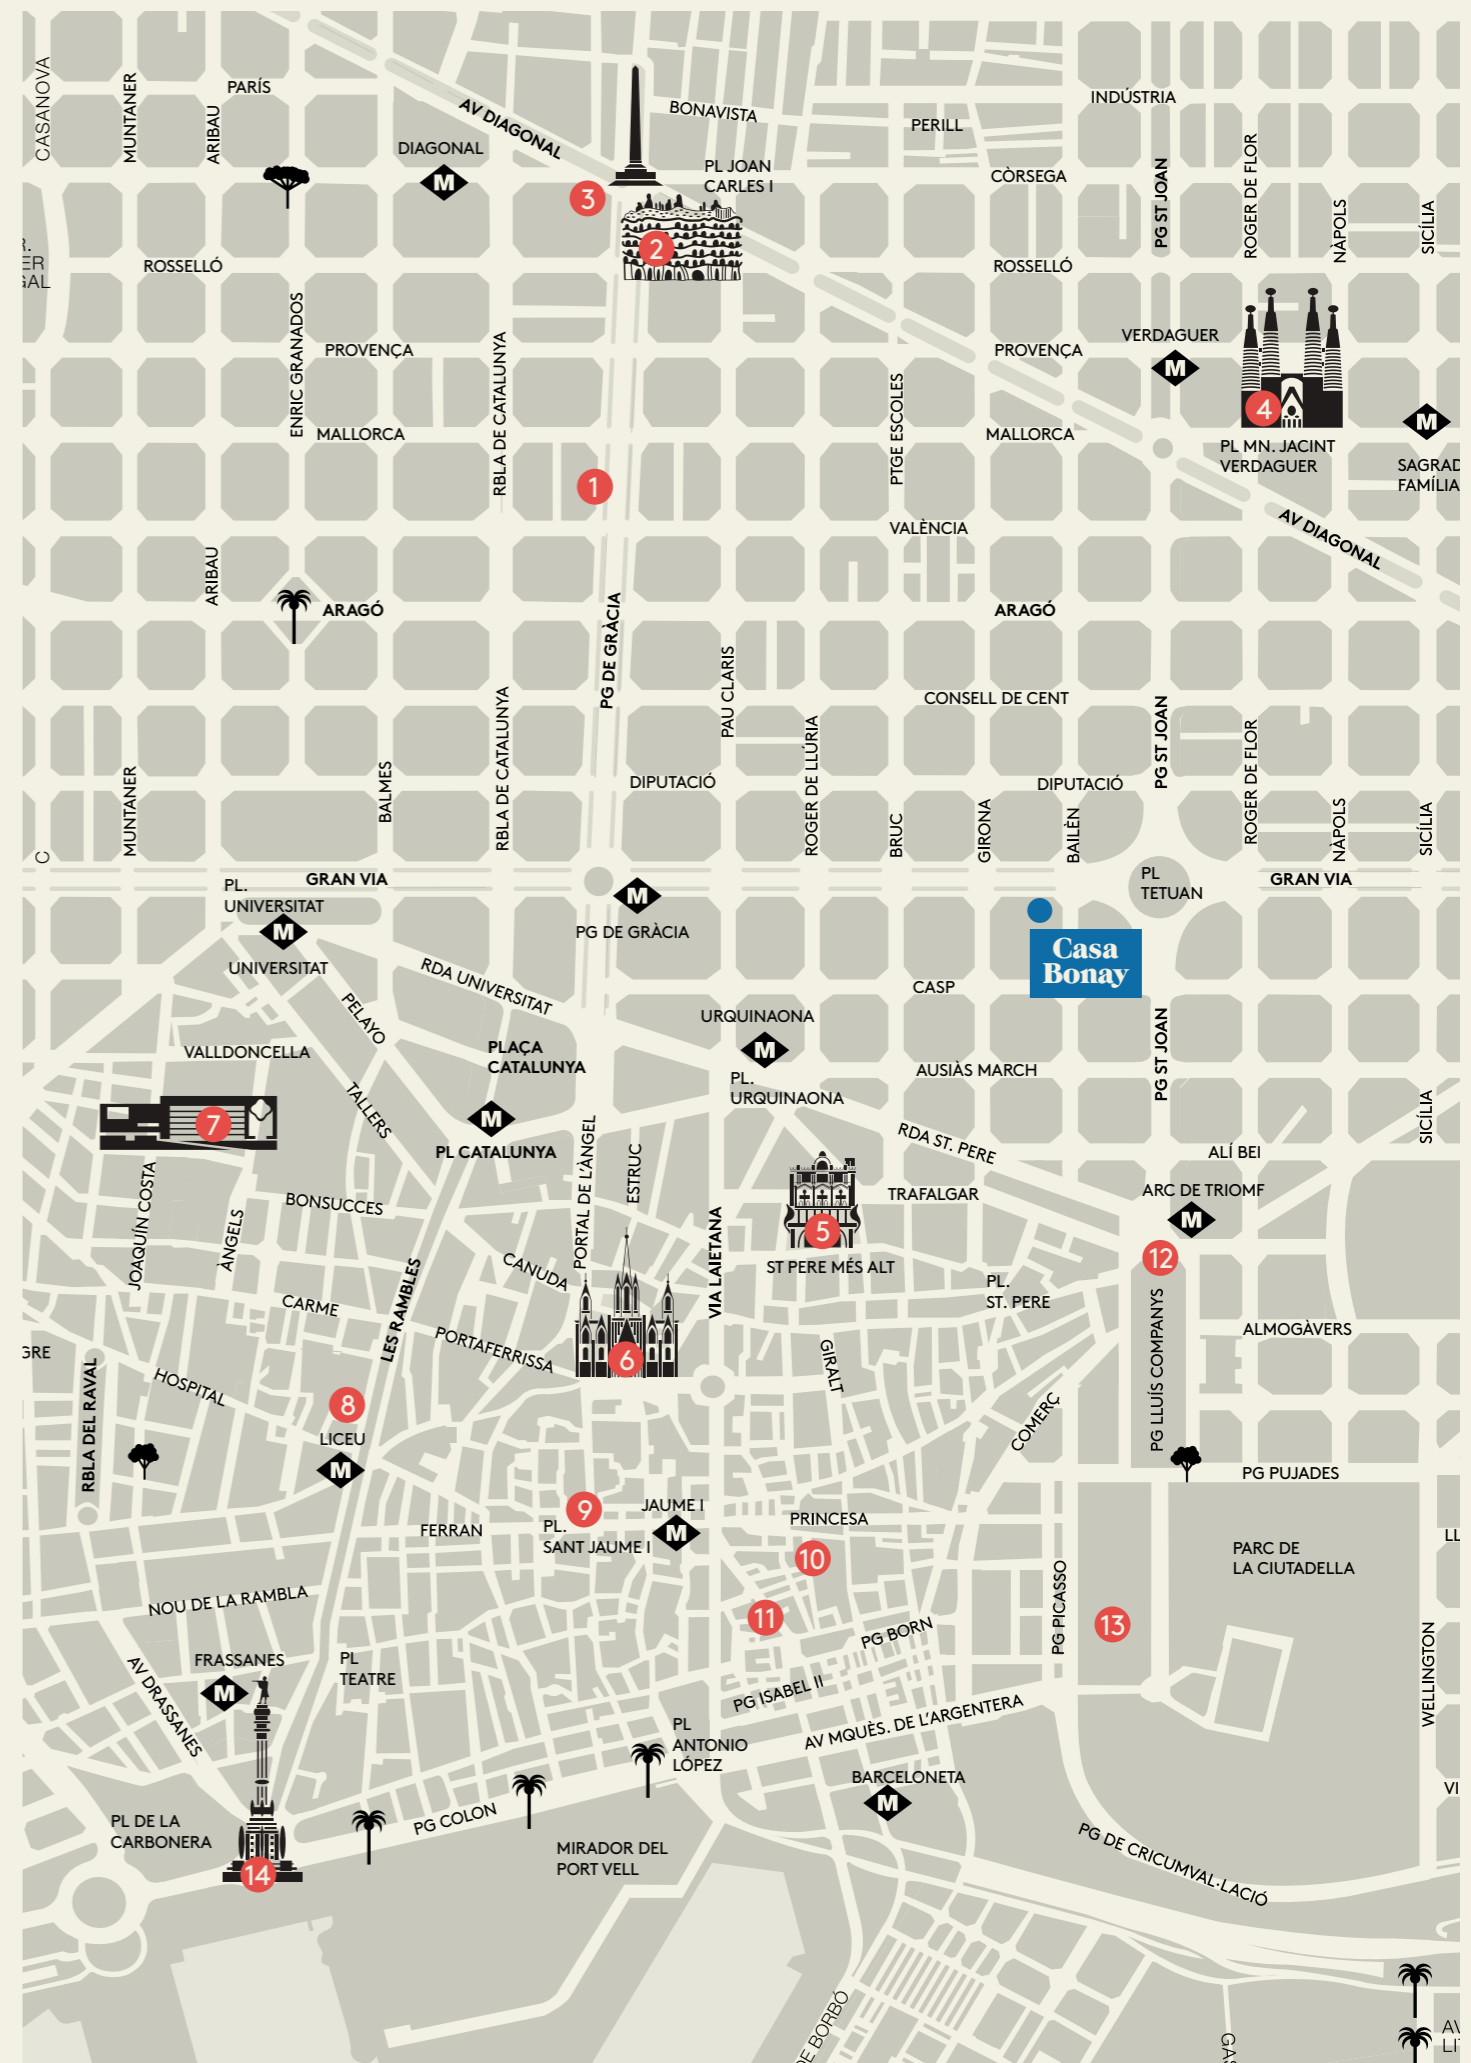 CASANOVA
MUNTANER
PARÍS
ARIBAU
AV DIAGONAL
BONAVISTA
INDÚSTRIA
PERILL
DIAGONAL
M
3
PL JOAN
CARLES I
CÒRSEGA
PG ST JOAN
ROGER DE FLOR
NÀPOLS
SICÍLIA
2
R.
ER
GAL
ROSSELLÓ
ROSSELLÓ
ENRIC GRANADOS
PROVENÇA
RBLA DE CATALUNYA
PROVENÇA
VERDAGUER
M
PTGE ESCOLES
MALLORCA
MALLORCA
4
M
PL MN. JACINT
VERDAGUER
SAGRAD
FAMÍLIA
1
VALÈNCIA
AV DIAGONAL
ARIBAU
ARAGÓ
PG DE GRÀCIA
ARAGÓ
PAU CLARIS
RBLA DE CATALUNYA
CONSELL DE CENT
PG ST JOAN
MUNTANER
BALMES
DIPUTACIÓ
ROGER DE LLÚRIA
BRUC
GIRONA
DIPUTACIÓ
BAILÈN
ROGER DE FLOR
NÀPOLS
SICÍLIA
C
GRAN VIA
PL.
UNIVERSITAT
M
UNIVERSITAT
M
PG DE GRÀCIA
PL
TETUAN
GRAN VIA
Casa
Bonay
RDA UNIVERSITAT
PELAYO
CASP
URQUINAONA
M
PL.
URQUINAONA
PG ST JOAN
VALLDONCELLA
PLAÇA
CATALUNYA
AUSIÀS MARCH
TALLERS
7
M
PL CATALUNYA
PORTAL DE L'ÀNGEL
ESTRUC
RDA ST. PERE
SICÍLIA
ALÍ BEI
JOAQUÍN COSTA
ÀNGELS
BONSUCCES
TRAFALGAR
ARC DE TRIOMF
M
5
ST PERE MÉS ALT
VIA LAIETANA
12
CANUDA
LES RAMBLES
CARME
PL.
ST. PERE
PG LLUÍS COMPANYS
ALMOGÀVERS
PORTAFERRISSA
6
GIRALT
GRE
RBLA DEL RAVAL
HOSPITAL
8
LICEU
M
COMERÇ
PG PUJADES
9
JAUME I
M
FERRAN
PL.
SANT JAUME I
PRINCESA
10
LL
PARC DE
LA CIUTADELLA
NOU DE LA RAMBLA
11
PG PICASSO
13
PG BORN
WELLINGTON
FRASSANES
M
AV DRASSANES
PL
TEATRE
PG ISABEL II
AV MQUÈS. DE L'ARGENTERA
PL
ANTONIO
LÓPEZ
BARCELONETA
M
VI
PL DE LA
CARBONERA
PG COLON
14
MIRADOR DEL
PORT VELL
PG DE CRICUMVAL·LACIÓ
DE BORBÓ
GAS
AV
LI